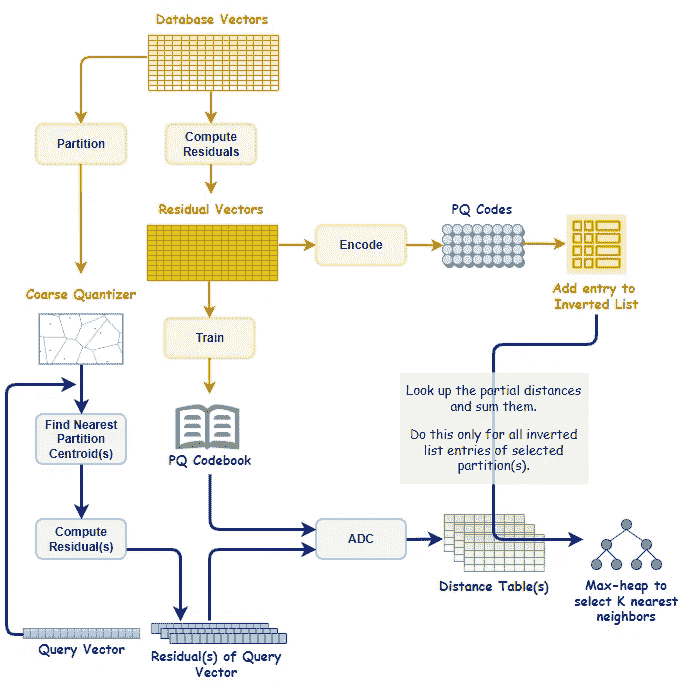 Database Vectors
Partition
Compute
Residuals
Residual Vectors
Encode
PQ Codes
Add entry to
Inverted List
Coarse Quantizer
Train
Look up the partial distances
and sum them.
Do this only for all inverted
list entries of selected
partition(s).
Find Nearest
Partition
Centroid(s)
PQ Codebook
Compute
Residual(s)
ADC
Distance Table(s)
Max-heap to
select K nearest
neighbors
Query Vector
Residual(s) of Query
Vector